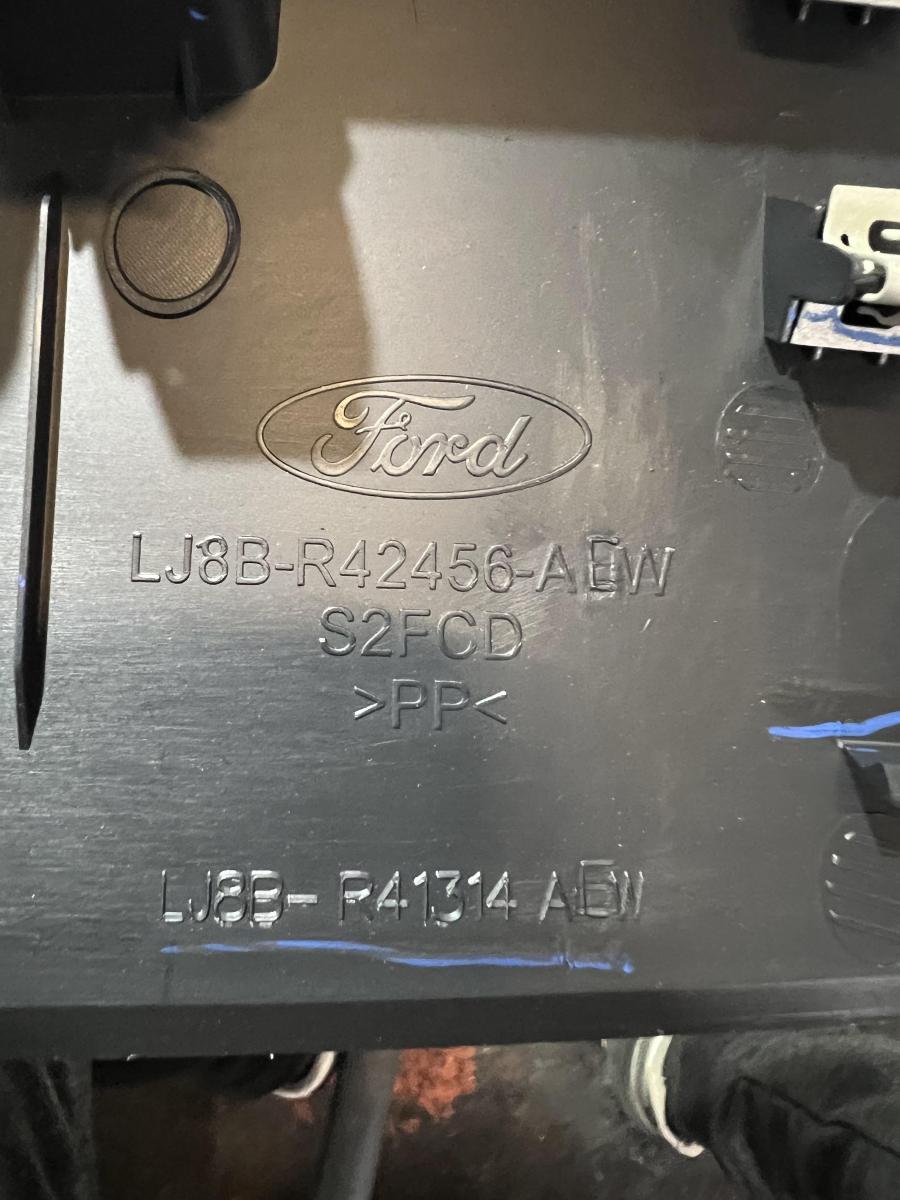 Ford
LJ8B-R42456-AEW
S2FCD
>PP<
LJ8B- R41314 AEW